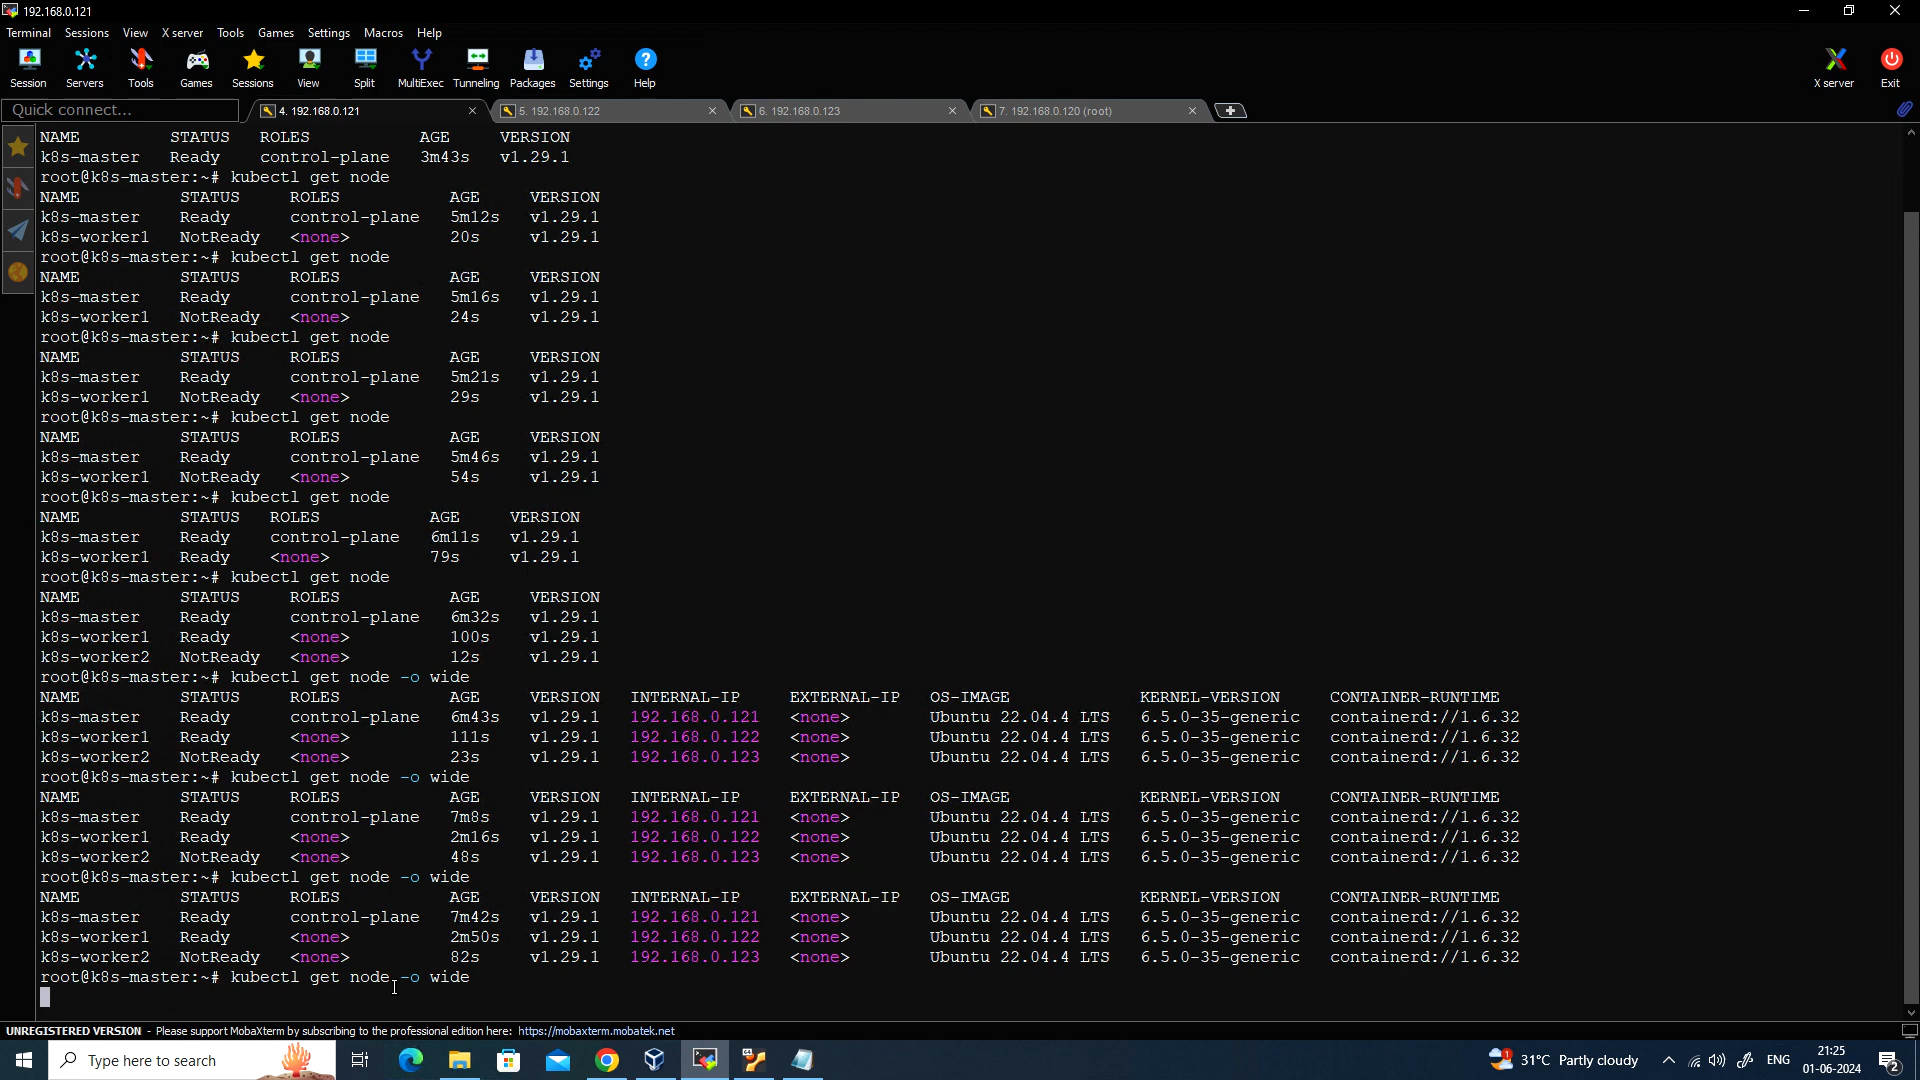 192.168.0.121
Terminal Sessions View X server Tools Games Settings Macros Help
Session Servers Tools Games Sessions View Split MultiExec Tunneling Packages Settings Help X server Exit
Quick connect... 4. 192.168.0.121 5. 192.168.0.122 6. 192.168.0.123 7. 192.168.0.120 (root)
NAME STATUS ROLES AGE VERSION
k8s-master Ready control-plane 3m43s v1.29.1
root@k8s-master:~# kubectl get node
NAME STATUS ROLES AGE VERSION
k8s-master Ready control-plane 5m12s v1.29.1
k8s-worker1 NotReady <none> 20s v1.29.1
root@k8s-master:~# kubectl get node
NAME STATUS ROLES AGE VERSION
k8s-master Ready control-plane 5m16s v1.29.1
k8s-worker1 NotReady <none> 24s v1.29.1
root@k8s-master:~# kubectl get node
NAME STATUS ROLES AGE VERSION
k8s-master Ready control-plane 5m21s v1.29.1
k8s-worker1 NotReady <none> 29s v1.29.1
root@k8s-master:~# kubectl get node
NAME STATUS ROLES AGE VERSION
k8s-master Ready control-plane 5m46s v1.29.1
k8s-worker1 NotReady <none> 54s v1.29.1
root@k8s-master:~# kubectl get node
NAME STATUS ROLES AGE VERSION
k8s-master Ready control-plane 6m11s v1.29.1
k8s-worker1 Ready <none> 79s v1.29.1
root@k8s-master:~# kubectl get node
NAME STATUS ROLES AGE VERSION
k8s-master Ready control-plane 6m32s v1.29.1
k8s-worker1 Ready <none> 100s v1.29.1
k8s-worker2 NotReady <none> 12s v1.29.1
root@k8s-master:~# kubectl get node -o wide
NAME STATUS ROLES AGE VERSION INTERNAL-IP EXTERNAL-IP OS-IMAGE KERNEL-VERSION CONTAINER-RUNTIME
k8s-master Ready control-plane 6m43s v1.29.1 192.168.0.121 <none> Ubuntu 22.04.4 LTS 6.5.0-35-generic containerd://1.6.32
k8s-worker1 Ready <none> 111s v1.29.1 192.168.0.122 <none> Ubuntu 22.04.4 LTS 6.5.0-35-generic containerd://1.6.32
k8s-worker2 NotReady <none> 23s v1.29.1 192.168.0.123 <none> Ubuntu 22.04.4 LTS 6.5.0-35-generic containerd://1.6.32
root@k8s-master:~# kubectl get node -o wide
NAME STATUS ROLES AGE VERSION INTERNAL-IP EXTERNAL-IP OS-IMAGE KERNEL-VERSION CONTAINER-RUNTIME
k8s-master Ready control-plane 7m8s v1.29.1 192.168.0.121 <none> Ubuntu 22.04.4 LTS 6.5.0-35-generic containerd://1.6.32
k8s-worker1 Ready <none> 2m16s v1.29.1 192.168.0.122 <none> Ubuntu 22.04.4 LTS 6.5.0-35-generic containerd://1.6.32
k8s-worker2 NotReady <none> 48s v1.29.1 192.168.0.123 <none> Ubuntu 22.04.4 LTS 6.5.0-35-generic containerd://1.6.32
root@k8s-master:~# kubectl get node -o wide
NAME STATUS ROLES AGE VERSION INTERNAL-IP EXTERNAL-IP OS-IMAGE KERNEL-VERSION CONTAINER-RUNTIME
k8s-master Ready control-plane 7m42s v1.29.1 192.168.0.121 <none> Ubuntu 22.04.4 LTS 6.5.0-35-generic containerd://1.6.32
k8s-worker1 Ready <none> 2m50s v1.29.1 192.168.0.122 <none> Ubuntu 22.04.4 LTS 6.5.0-35-generic containerd://1.6.32
k8s-worker2 NotReady <none> 82s v1.29.1 192.168.0.123 <none> Ubuntu 22.04.4 LTS 6.5.0-35-generic containerd://1.6.32
root@k8s-master:~# kubectl get node -o wide
UNREGISTERED VERSION - Please support MobaXterm by subscribing to the professional edition here: https://mobaxterm.mobatek.net
Type here to search 1 31°C Partly cloudy ENG 21:25 2
01-06-2024